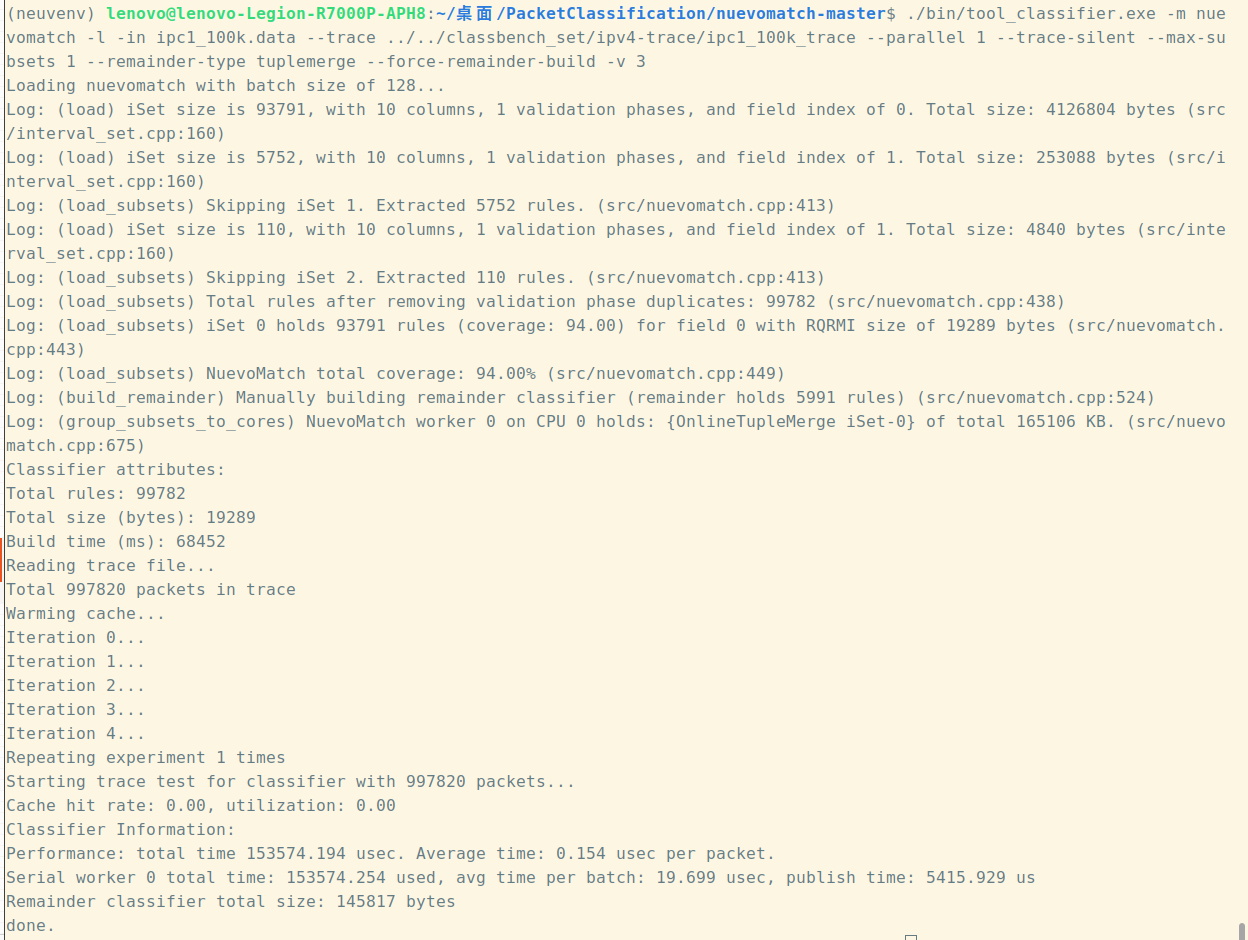 (neuvenv) lenovo@lenovo-Legion-R7000P-APH8:~/桌面/PacketClassification/nuevomatch-master$ ./bin/tool_classifier.exe -m nue
vomatch -l -in ipc1_100k.data --trace ../../classbench_set/ipv4-trace/ipc1_100k_trace --parallel 1 --trace-silent --max-su
bsets 1 --remainder-type tuplemerge --force-remainder-build -v 3
Loading nuevomatch with batch size of 128...
Log: (load) iSet size is 93791, with 10 columns, 1 validation phases, and field index of 0. Total size: 4126804 bytes (src
/interval_set.cpp:160)
Log: (load) iSet size is 5752, with 10 columns, 1 validation phases, and field index of 1. Total size: 253088 bytes (src/i
nterval_set.cpp:160)
Log: (load_subsets) Skipping iSet 1. Extracted 5752 rules. (src/nuevomatch.cpp:413)
Log: (load) iSet size is 110, with 10 columns, 1 validation phases, and field index of 1. Total size: 4840 bytes (src/inte
rval_set.cpp:160)
Log: (load_subsets) Skipping iSet 2. Extracted 110 rules. (src/nuevomatch.cpp:413)
Log: (load_subsets) Total rules after removing validation phase duplicates: 99782 (src/nuevomatch.cpp:438)
Log: (load_subsets) iSet 0 holds 93791 rules (coverage: 94.00) for field 0 with RQRMI size of 19289 bytes (src/nuevomatch.
cpp:443)
Log: (load_subsets) NuevoMatch total coverage: 94.00% (src/nuevomatch.cpp:449)
Log: (build_remainder) Manually building remainder classifier (remainder holds 5991 rules) (src/nuevomatch.cpp:524)
Log: (group_subsets_to_cores) NuevoMatch worker 0 on CPU 0 holds: {OnlineTupleMerge iSet-0} of total 165106 KB. (src/nuevo
match.cpp:675)
Classifier attributes:
Total rules: 99782
Total size (bytes): 19289
Build time (ms): 68452
Reading trace file...
Total 997820 packets in trace
Warming cache...
Iteration 0...
Iteration 1...
Iteration 2...
Iteration 3...
Iteration 4...
Repeating experiment 1 times
Starting trace test for classifier with 997820 packets...
Cache hit rate: 0.00, utilization: 0.00
Classifier Information:
Performance: total time 153574.194 usec. Average time: 0.154 usec per packet.
Serial worker 0 total time: 153574.254 used, avg time per batch: 19.699 usec, publish time: 5415.929 us
Remainder classifier total size: 145817 bytes
done.